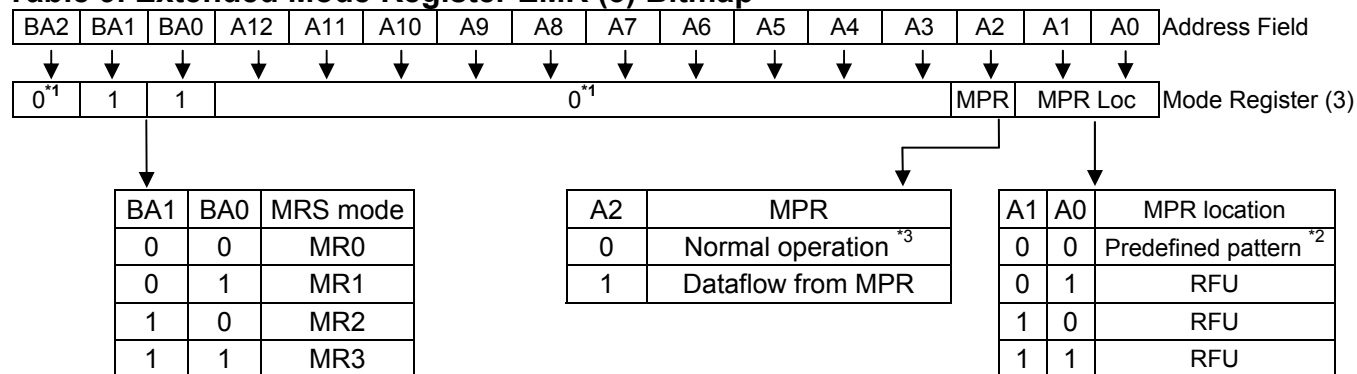 Table 9. Extended Mode Register EMR (3) Bitmap
BA2 BA1 BA0 A12 A11 A10 A9 A8 A7 A6 A5 A4 A3 A2 A1 A0 Address Field
0*1 1 1 0*1 MPR MPR Loc Mode Register (3)
BA1 BA0 MRS mode
0 0 MR0
0 1 MR1
1 0 MR2
1 1 MR3
A2 MPR
0 Normal operation *3
1 Dataflow from MPR
A1 A0 MPR location
0 0 Predefined pattern *2
0 1 RFU
1 0 RFU
1 1 RFU